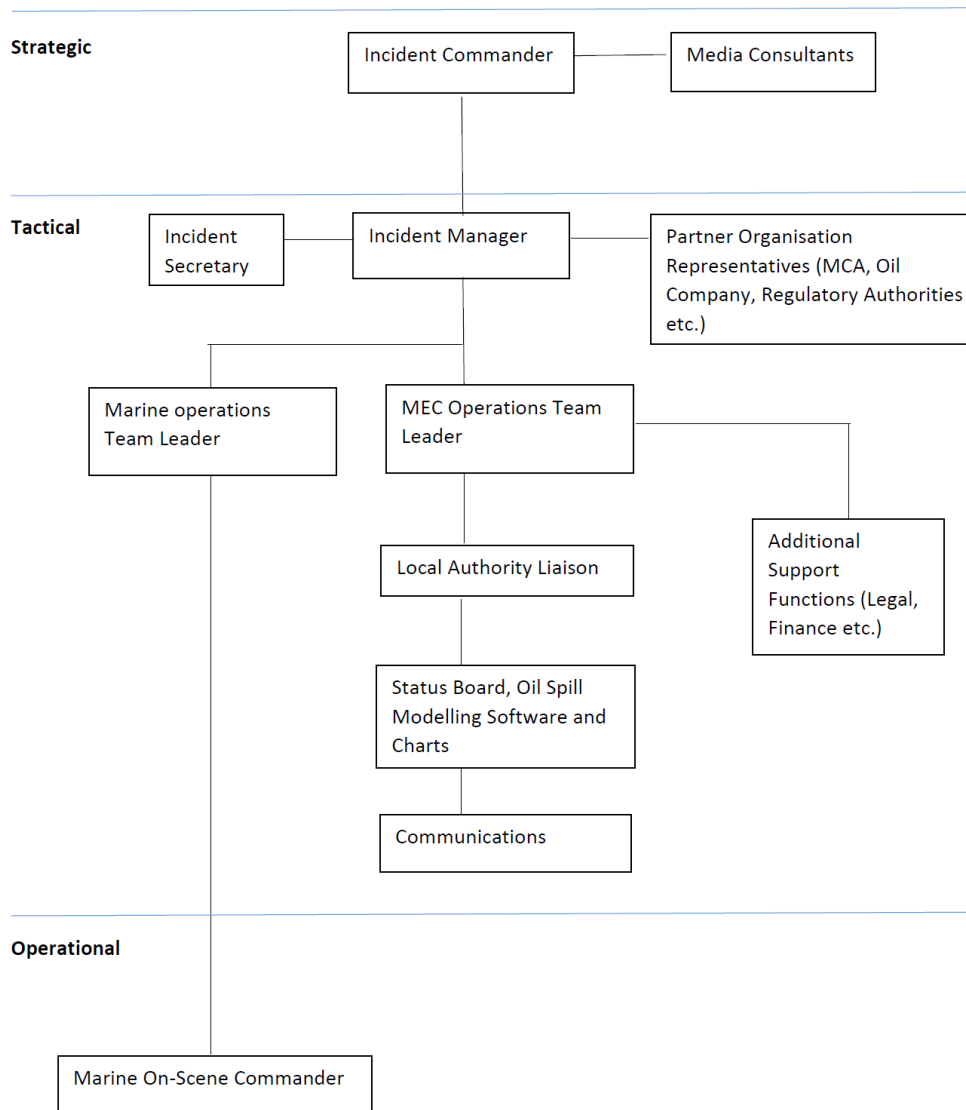 Strategic
Incident Commander
Media Consultants
Tactical
Incident
Secretary
Incident Manager
Partner Organisation
Representatives (MCA, Oil
Company, Regulatory Authorities
etc.)
Marine operations
Team Leader
MEC Operations Team
Leader
Local Authority Liaison
Additional
Support
Functions (Legal,
Finance etc.)
Status Board, Oil Spill
Modelling Software and
Charts
Communications
Operational
Marine On-Scene Commander